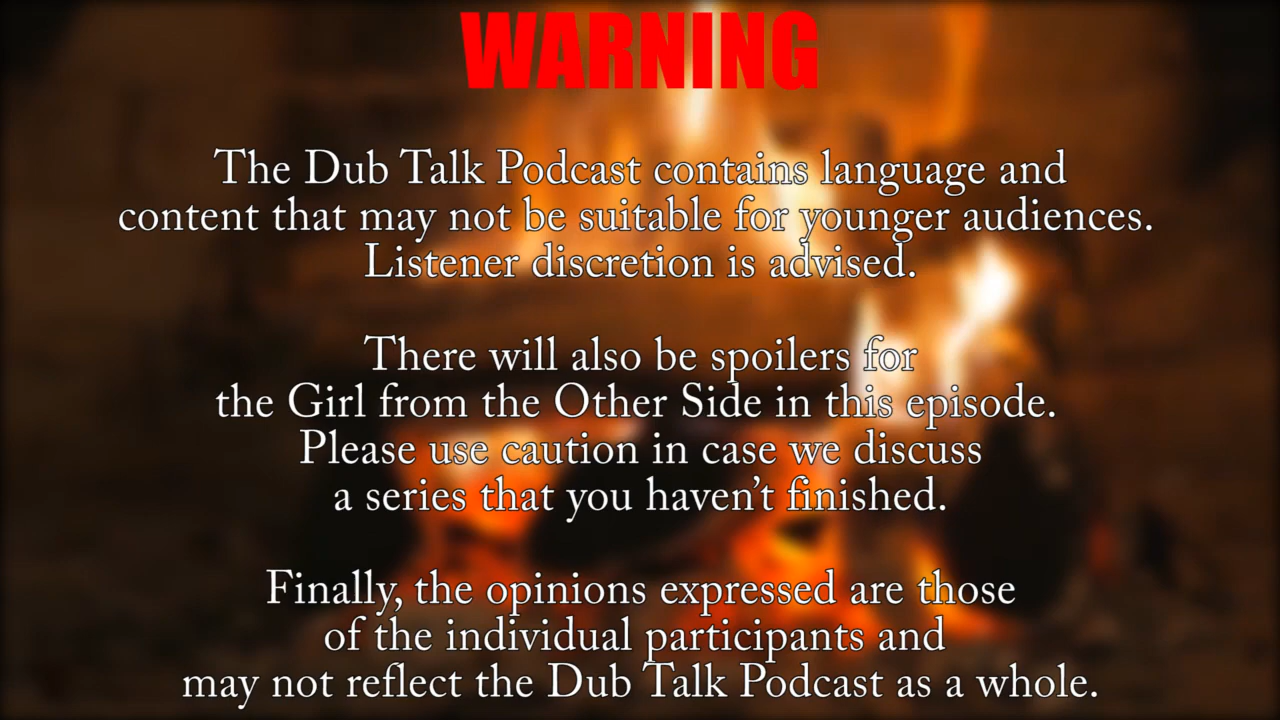 WARNING
The Dub Talk Podcast contains language and
content that may not be suitable for younger audiences.
Listener discretion is advised.
There will also be spoilers for
the Girl from the Other Side in this episode.
Please use caution in case we discuss
a series that you haven’t finished.
Finally, the opinions expressed are those
of the individual participants and
may not reflect the Dub Talk Podcast as a whole.